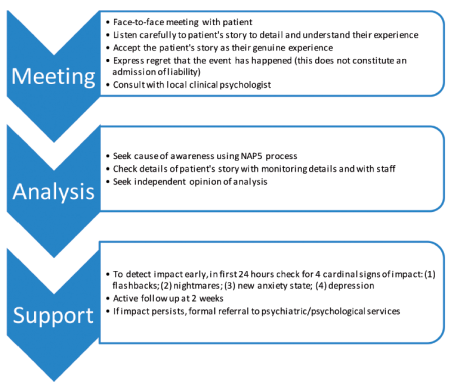 Meeting
• Face-to-face meeting with patient
• Listen carefully to patient's story to detail and understand their experience
• Accept the patient's story as their genuine experience
• Express regret that the event has happened (this does not constitute an
admission of liability)
• Consult with local clinical psychologist
Analysis
• Seek cause of awareness using NAP5 process
• Check details of patient's story with monitoring details and with staff
• Seek independent opinion of analysis
Support
• To detect impact early, in first 24 hours check for 4 cardinal signs of impact: (1)
flashbacks; (2) nightmares; (3) new anxiety state; (4) depression
• Active follow up at 2 weeks
• If impact persists, formal referral to psychiatric/psychological services